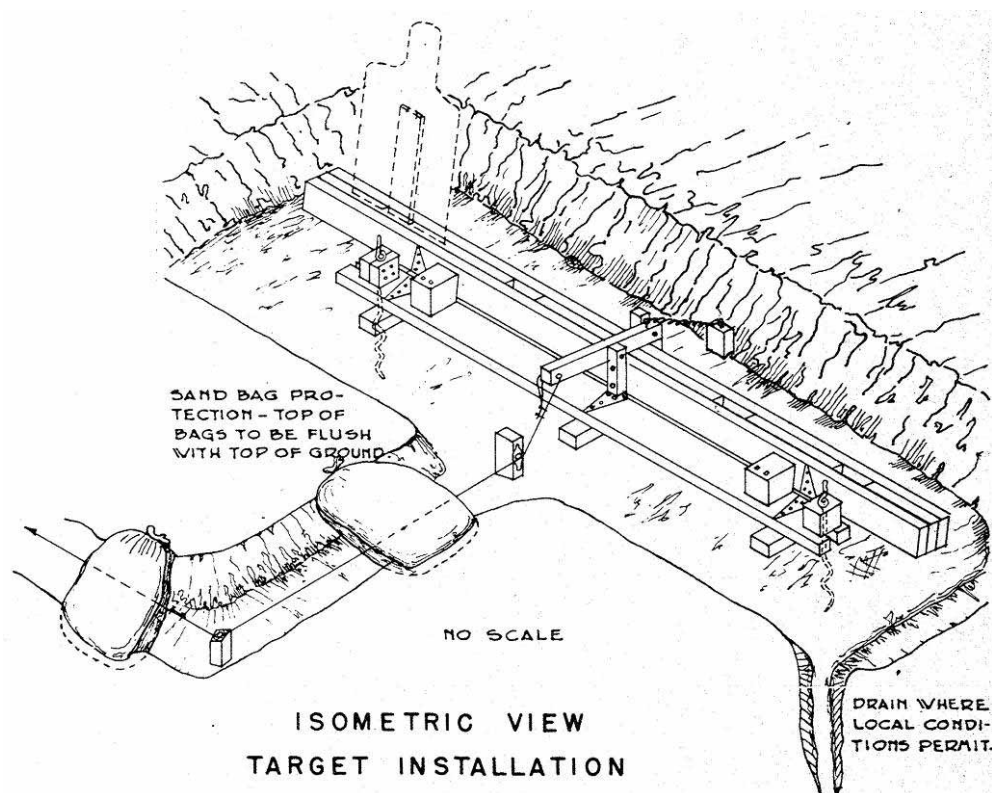 SAND BAG PRO-
TECTION - TOP OF
BAGS TO BE FLUSH
WITH TOP OF GROUND.
NO SCALE
ISOMETRIC VIEW
TARGET INSTALLATION
DRAIN WHERE
LOCAL CONDI-
TIONS PERMIT.